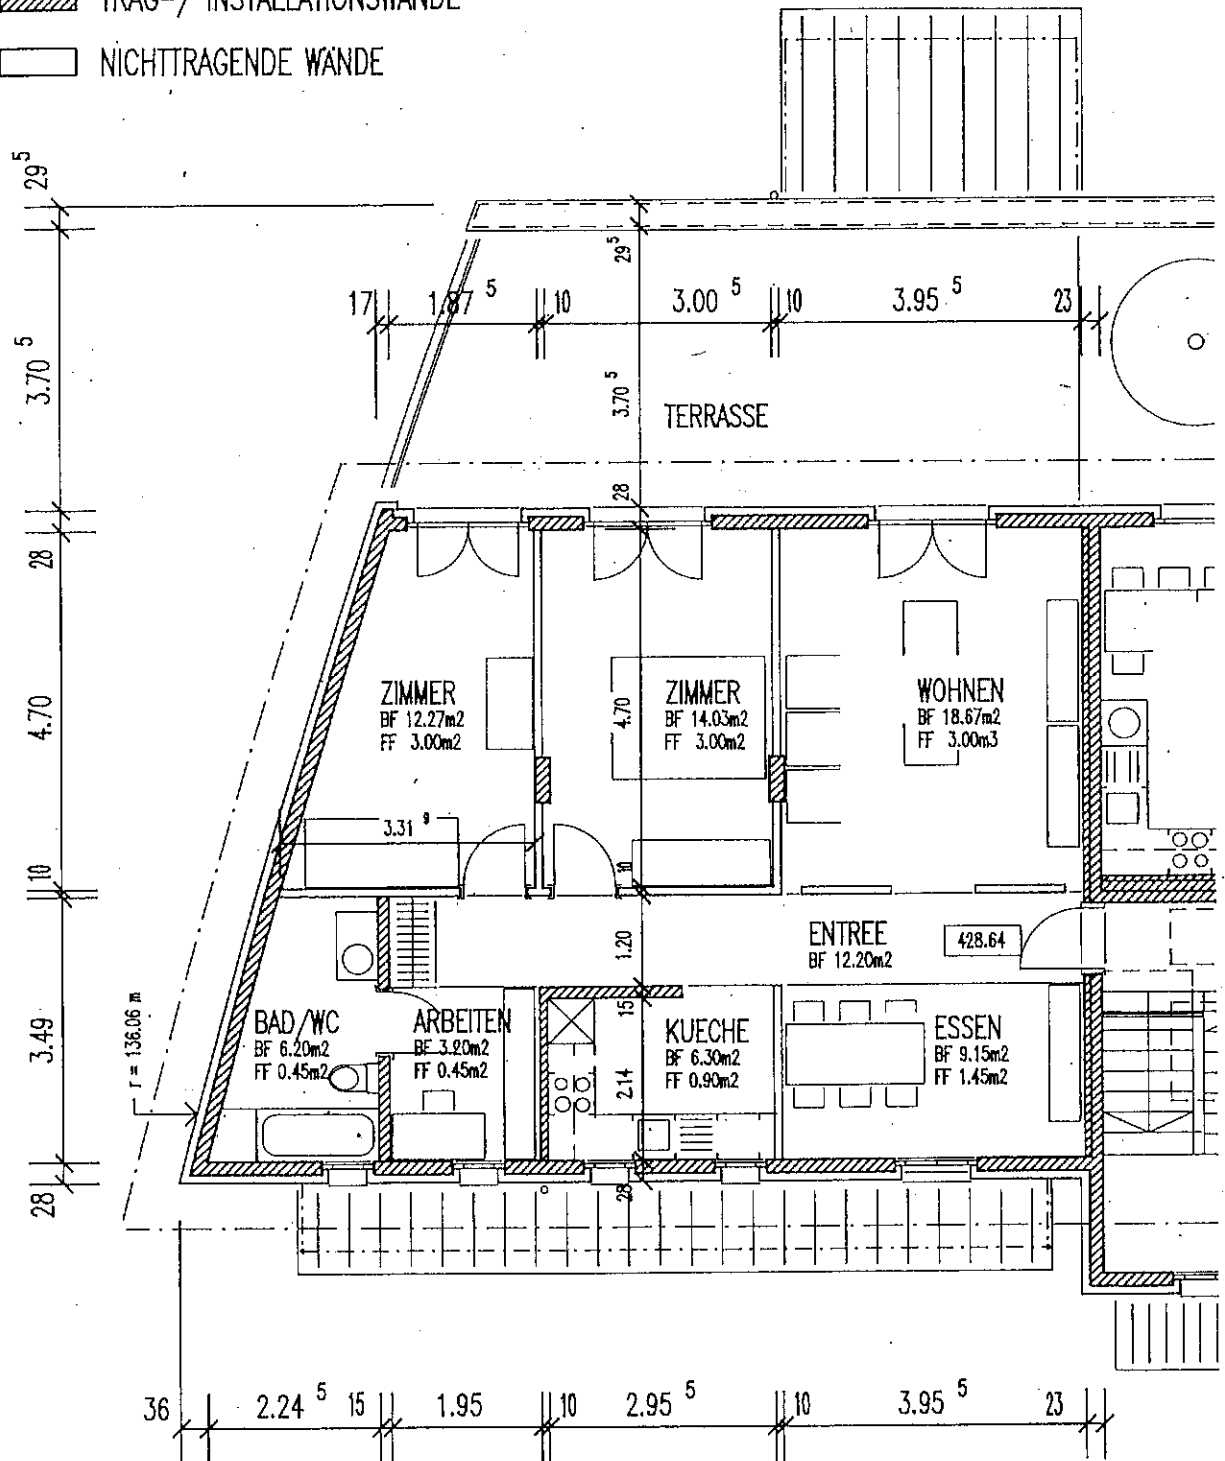 TRAG-/ INSTALLATIONSWÄNDE
NICHTTRAGENDE WÄNDE
29 5
29 5
17 1.87 5 10 3.00 5 10 3.95 5 23
3.70 5
3.70 5
TERRASSE
28
28
4.70
4.70
ZIMMER
BF 12.27m2
FF 3.00m2
ZIMMER
BF 14.03m2
FF 3.00m2
WOHNEN
BF 18.67m2
FF 3.00m3
3.31 9
10
10
1.20
ENTREE
BF 12.20m2
428.64
3.49
r = 136.06 m
BAD/WC
BF 6.20m2
FF 0.45m2
ARBEITEN
BF 3.20m2
FF 0.45m2
15
2.14
KUECHE
BF 6.30m2
FF 0.90m2
ESSEN
BF 9.15m2
FF 1.45m2
28
28
36 2.24 5 15 1.95 10 2.95 5 10 3.95 5 23